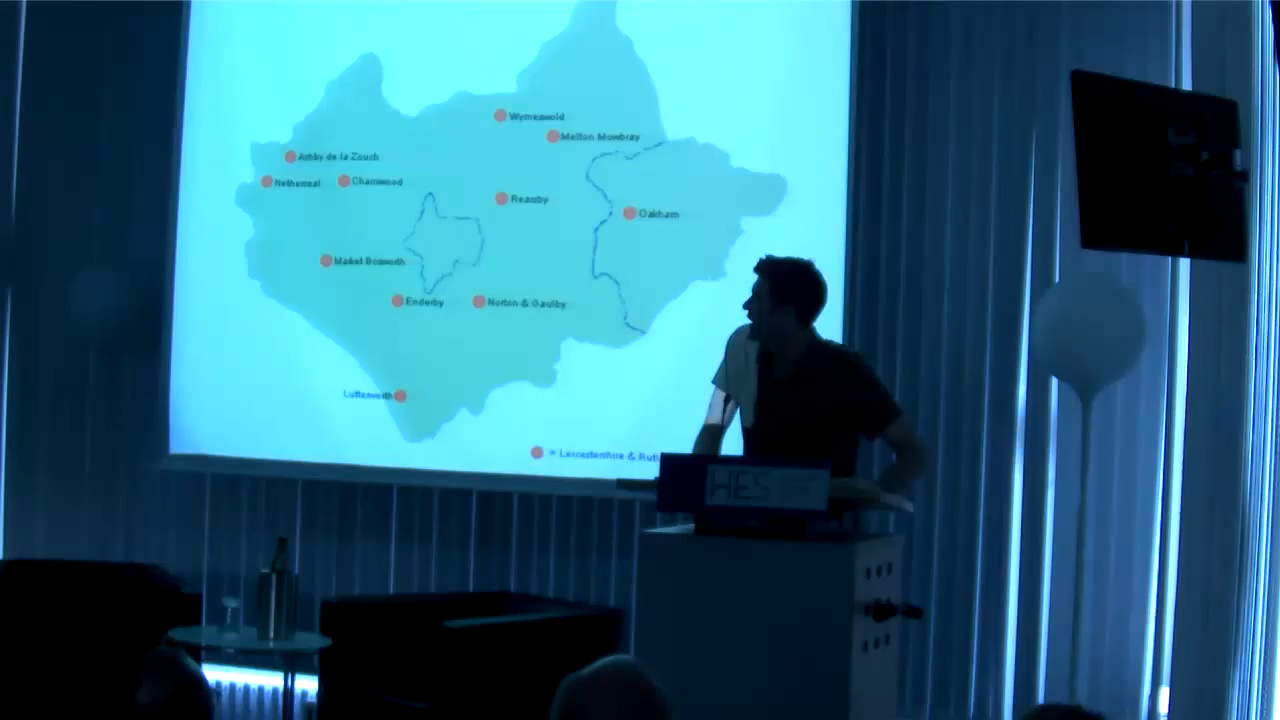 Wymeswold
Melton Mowbray
Ashby de la Zouch
Netherseal
Charnwood
Rearsby
Oakham
Market Bosworth
Enderby
Norton & Gaulby
Lutterworth
= Leicestershire &
HES